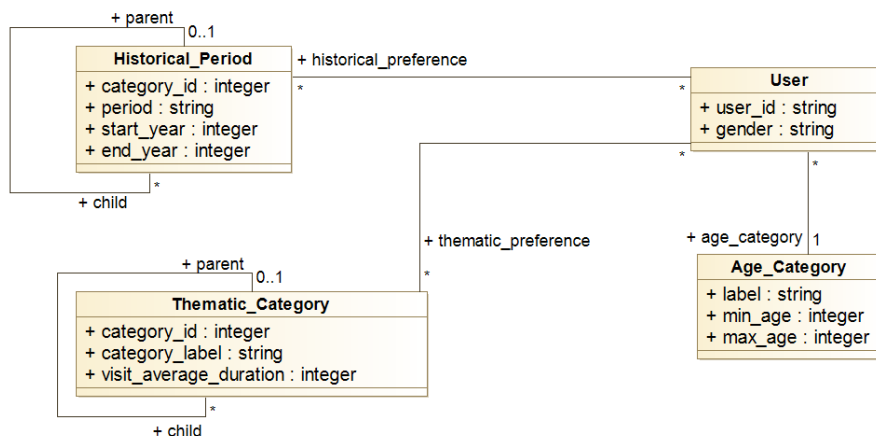 + parent
0..1
Historical_Period
+ category_id : integer
+ period : string
+ start_year : integer
+ end_year : integer
*
+ child
+ historical_preference
*
*
User
+ user_id : string
+ gender : string
*
*
+ thematic_preference
*
+ age_category
1
Age_Category
+ label : string
+ min_age : integer
+ max_age : integer
+ parent
0..1
Thematic_Category
+ category_id : integer
+ category_label : string
+ visit_average_duration : integer
*
+ child